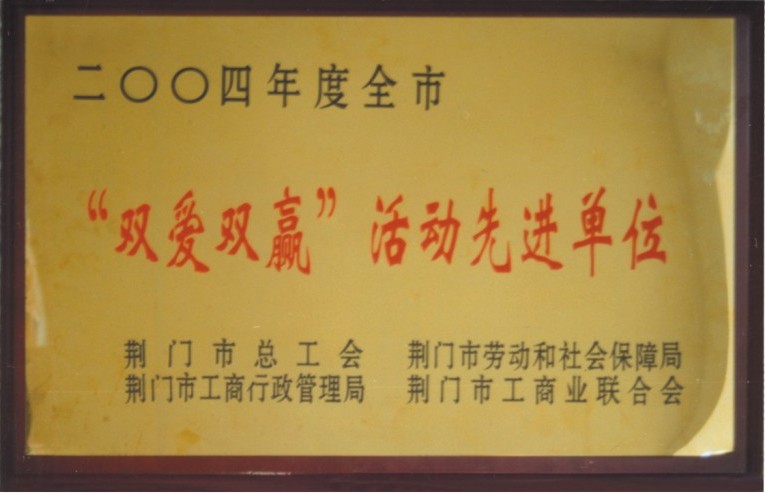 二〇〇四年度全市
“双爱双赢”活动先进单位
荆门市总工会 荆门市劳动和社会保障局
荆门市工商行政管理局 荆门市工商业联合会